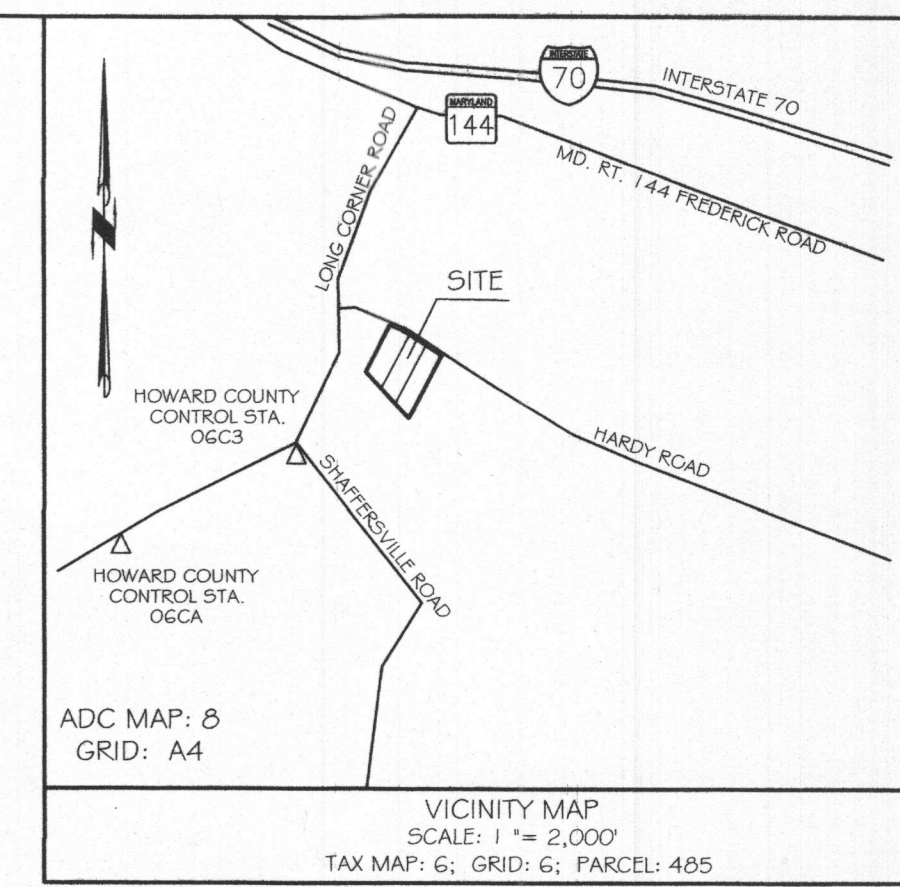 INTERSTATE
70
INTERSTATE 70
MARYLAND
144
MD. RT. 144 FREDERICK ROAD
LONG CORNER ROAD
SITE
HOWARD COUNTY
CONTROL STA.
06C3
HARDY ROAD
SHAFFERSVILLE ROAD
HOWARD COUNTY
CONTROL STA.
06CA
ADC MAP: 8
GRID: A4
VICINITY MAP
SCALE: 1 "= 2,000'
TAX MAP: 6; GRID: 6; PARCEL: 485